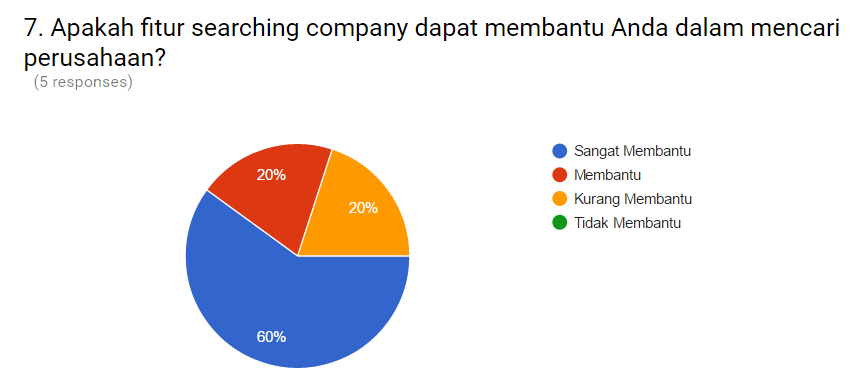 7. Apakah fitur searching company dapat membantu Anda dalam mencari
perusahaan?
(5 responses)
20%
20%
60%
Sangat Membantu
Membantu
Kurang Membantu
Tidak Membantu